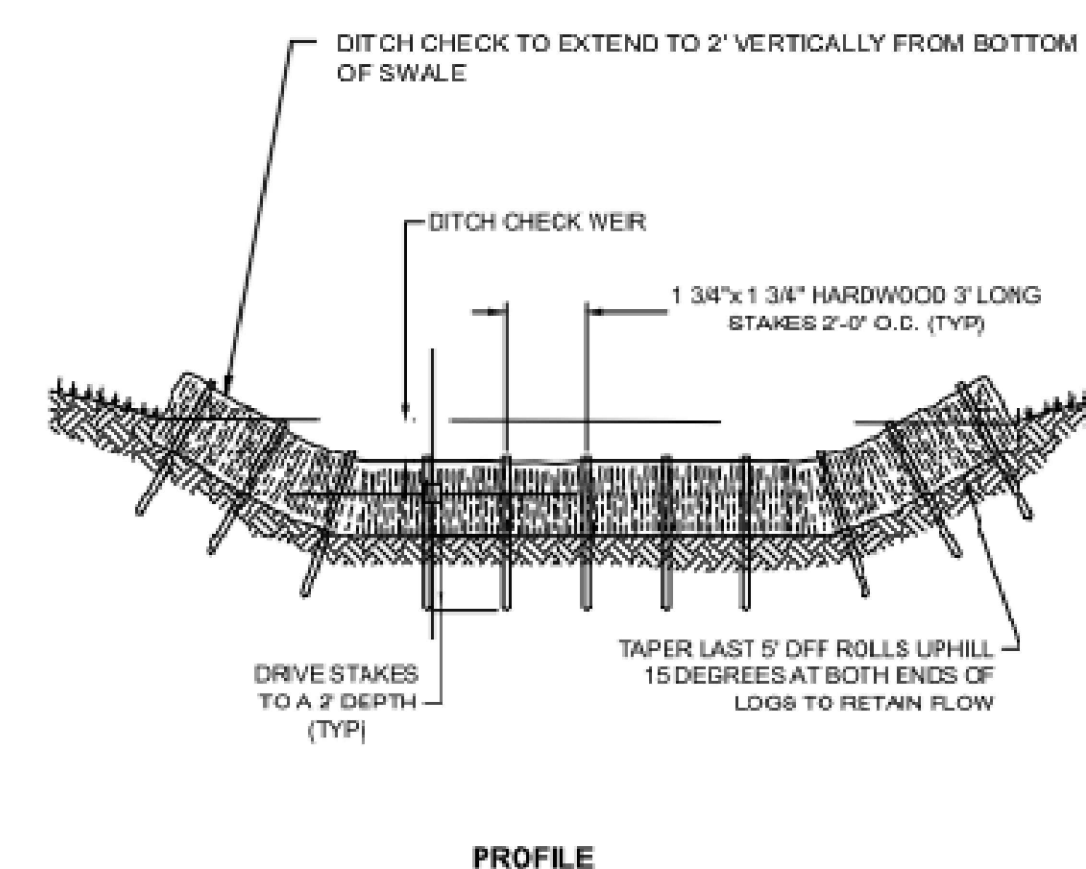 DITCH CHECK TO EXTEND TO 2' VERTICALLY FROM BOTTOM
OF SWALE
DITCH CHECK WEIR
1 3/4"x 1 3/4" HARDWOOD 3' LONG
STAKES 2'-0" O.C. (TYP)
DRIVE STAKES
TO A 2' DEPTH
(TYP)
TAPER LAST 5' OFF ROLLS UPHILL
15 DEGREES AT BOTH ENDS OF
LOGS TO RETAIN FLOW
PROFILE